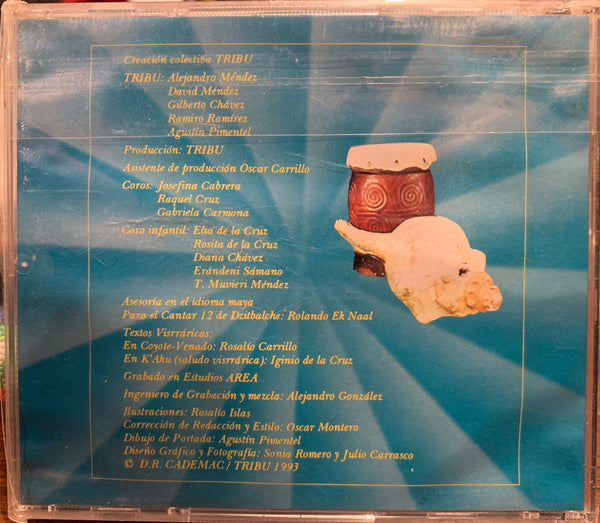 Creación colectiva TRIBU
TRIBU: Alejandro Méndez
David Méndez
Gilberto Chávez
Ramiro Ramírez
Agustín Pimentel
Producción: TRIBU
Asistente de producción Oscar Carrillo
Coros: Josefina Cabrera
Raquel Cruz
Gabriela Carmona
Coro infantil: Elia de la Cruz
Rosita de la Cruz
Diana Chávez
Erándeni Sámano
T. Muvieri Méndez
Asesoría en el idioma maya
Para el Cantar 12 de Dzitbalche: Rolando Ek Naal
Textos Visrráricas:
En Coyote-Venado: Rosalío Carrillo
En K'Aku (saludo visrrárica): Iginio de la Cruz
Grabado en Estudios AREA
Ingeniero de Grabación y mezcla: Alejandro González
Ilustraciones: Rosalío Islas
Corrección de Redacción y Estilo: Oscar Montero
Dibujo de Portada: Agustín Pimentel
Diseño Gráfico y Fotografía: Sonia Romero y Julio Carrasco
© D.R. CADEMAC / TRIBU 1993